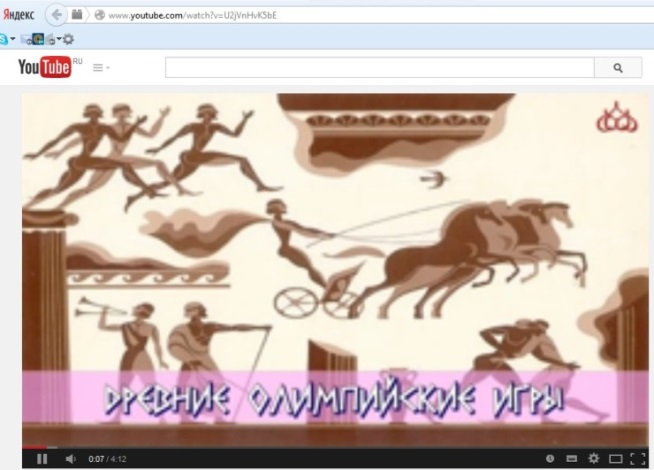 Яндекс
www.youtube.com/watch?v=U2jVnHvK5bE
YouTube RU
ДРЕВНИЕ ОЛИМПИЙСКИЕ ИГРЫ
0:07 / 4:12